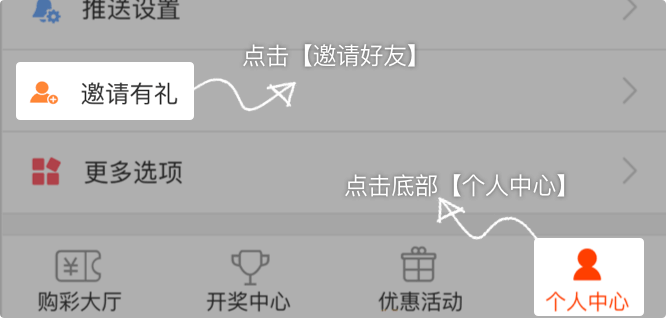 推送设置
点击【邀请好友】
邀请有礼
更多选项
点击底部【个人中心】
购彩大厅
开奖中心
优惠活动
个人中心